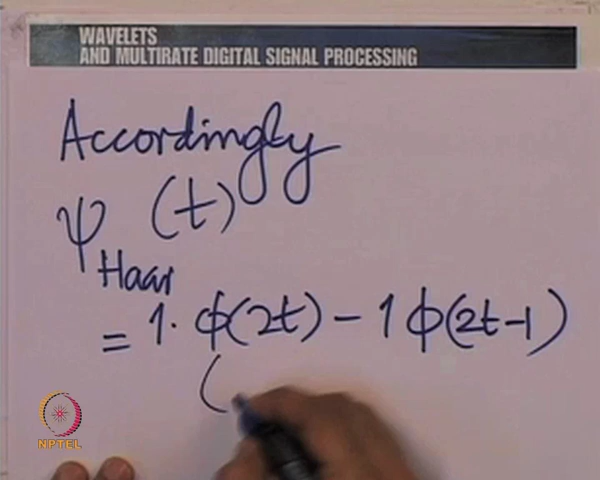 WAVELETS
AND MULTIRATE DIGITAL SIGNAL PROCESSING
Accordingly
ψ (t)
Haar
= 1. φ(2t) - 1 φ(2t-1)
(
NPTEL